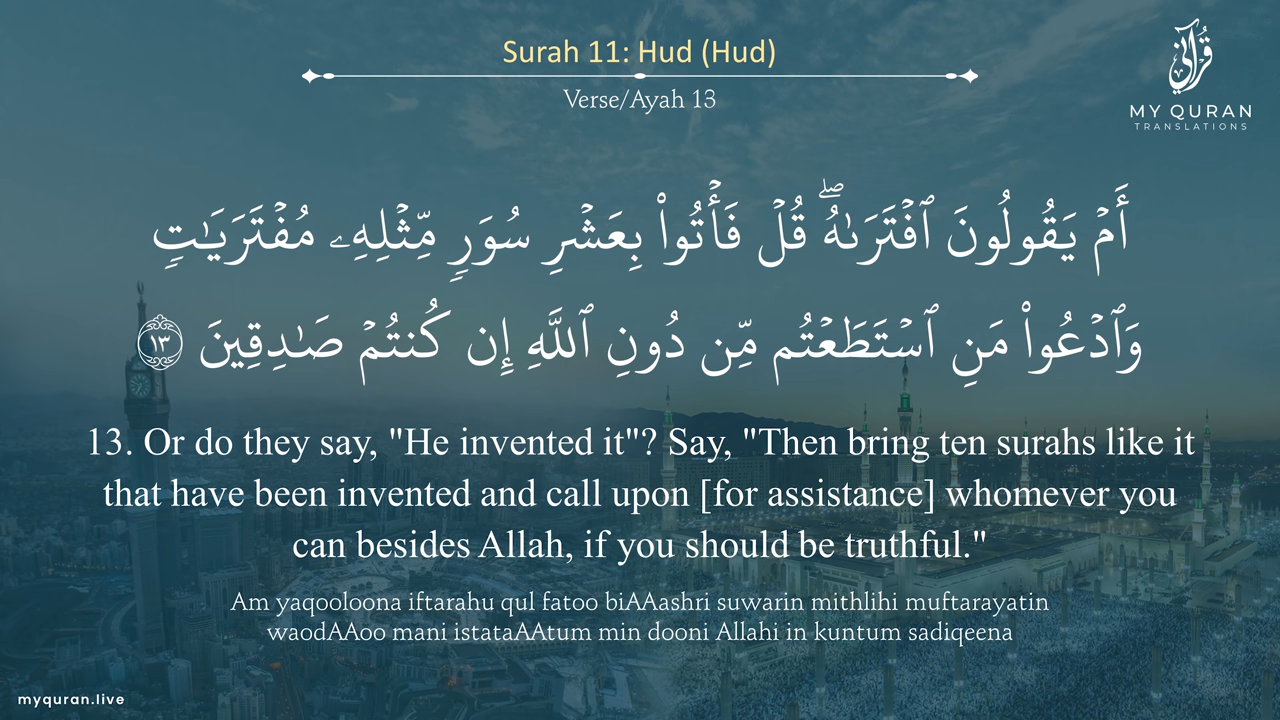 Surah 11: Hud (Hud)
Verse/Ayah 13
قرآني
MY QURAN
TRANSLATIONS
أَمۡ يَقُولُونَ ٱفۡتَرَىٰهُۖ قُلۡ فَأۡتُواْ بِعَشۡرِ سُوَرٖ مِّثۡلِهِۦ مُفۡتَرَيَٰتٖ
وَٱدۡعُواْ مَنِ ٱسۡتَطَعۡتُم مِّن دُونِ ٱللَّهِ إِن كُنتُمۡ صَٰدِقِينَ ١٣
13. Or do they say, "He invented it"? Say, "Then bring ten surahs like it
that have been invented and call upon [for assistance] whomever you
can besides Allah, if you should be truthful."
Am yaqooloona iftarahu qul fatoo biAAashri suwarin mithlihi muftarayatin
waodAAoo mani istataAAtum min dooni Allahi in kuntum sadiqeena
myquran.live